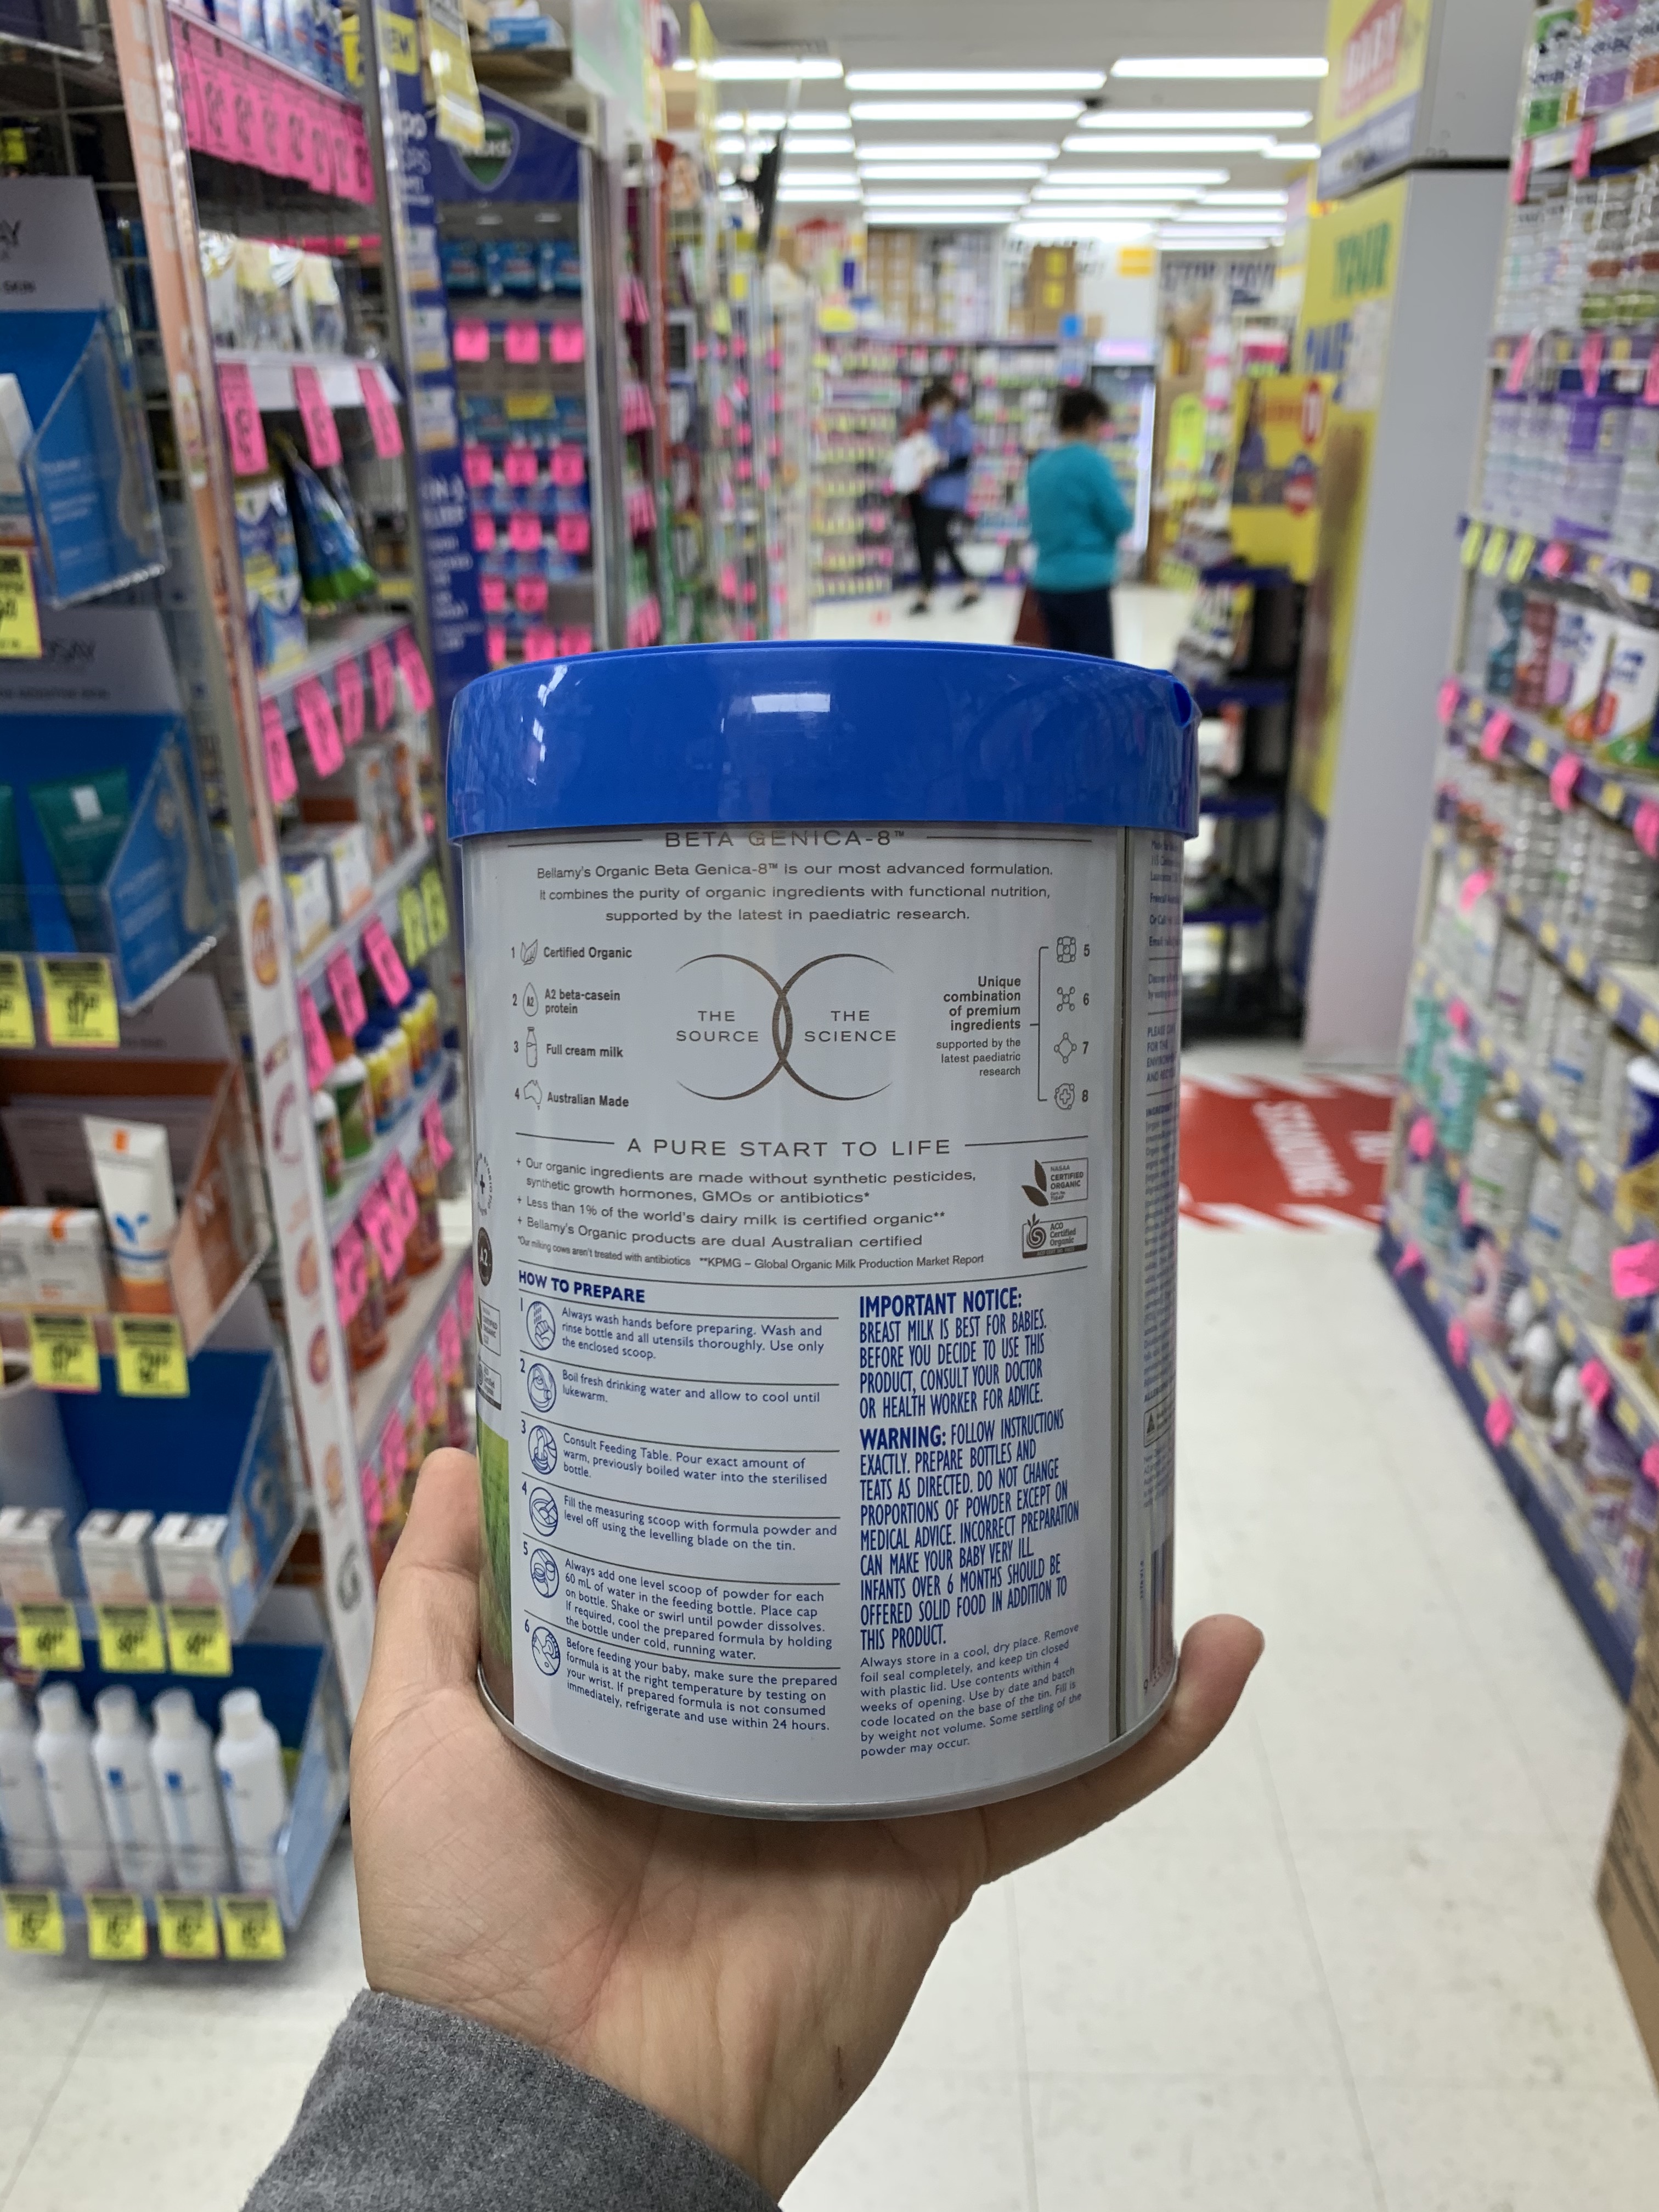 BETA GENICA-8™
Bellamy's Organic Beta Genica-8™ is our most advanced formulation.
It combines the purity of organic ingredients with functional nutrition,
supported by the latest in paediatric research.
1 Certified Organic
2 A2 A2 beta-casein
protein
3 Full cream milk
4 Australian Made
THE
SOURCE
THE
SCIENCE
Unique
combination
of premium
ingredients
supported by the
latest paediatric
research
5
6
7
8
A PURE START TO LIFE
+ Our organic ingredients are made without synthetic pesticides,
synthetic growth hormones, GMOs or antibiotics*
+ Less than 1% of the world's dairy milk is certified organic**
+ Bellamy's Organic products are dual Australian certified
*Our milking cows aren't treated with antibiotics **KPMG – Global Organic Milk Production Market Report
NASAA
CERTIFIED
ORGANIC
ACO
Certified
Organic
A2
HOW TO PREPARE
1 Always wash hands before preparing. Wash and
rinse bottle and all utensils thoroughly. Use only
the enclosed scoop.
2 Boil fresh drinking water and allow to cool until
lukewarm.
3 Consult Feeding Table. Pour exact amount of
warm, previously boiled water into the sterilised
bottle.
4 Fill the measuring scoop with formula powder and
level off using the levelling blade on the tin.
5 Always add one level scoop of powder for each
60 mL of water in the feeding bottle. Place cap
on bottle. Shake or swirl until powder dissolves.
If required, cool the prepared formula by holding
the bottle under cold, running water.
6 Before feeding your baby, make sure the prepared
formula is at the right temperature by testing on
your wrist. If prepared formula is not consumed
immediately, refrigerate and use within 24 hours.
IMPORTANT NOTICE:
BREAST MILK IS BEST FOR BABIES.
BEFORE YOU DECIDE TO USE THIS
PRODUCT, CONSULT YOUR DOCTOR
OR HEALTH WORKER FOR ADVICE.
WARNING: FOLLOW INSTRUCTIONS
EXACTLY. PREPARE BOTTLES AND
TEATS AS DIRECTED. DO NOT CHANGE
PROPORTIONS OF POWDER EXCEPT ON
MEDICAL ADVICE. INCORRECT PREPARATION
CAN MAKE YOUR BABY VERY ILL.
INFANTS OVER 6 MONTHS SHOULD BE
OFFERED SOLID FOOD IN ADDITION TO
THIS PRODUCT.
Always store in a cool, dry place. Remove
foil seal completely, and keep tin closed
with plastic lid. Use contents within 4
weeks of opening. Use by date and batch
code located on the base of the tin. Fill is
by weight not volume. Some settling of the
powder may occur.
STANDING
YOUR